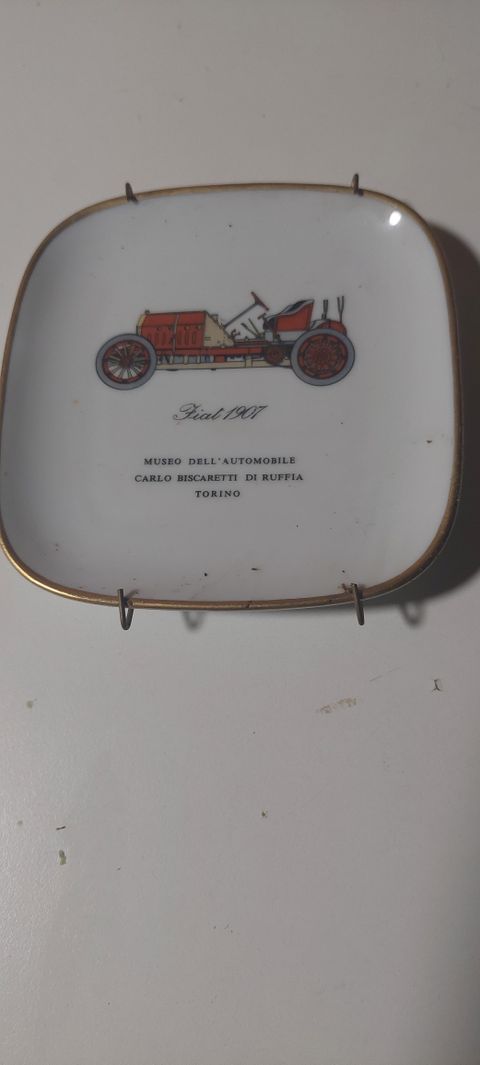 Fiat 1907
MUSEO DELL'AUTOMOBILE
CARLO BISCARETTI DI RUFFIA
TORINO